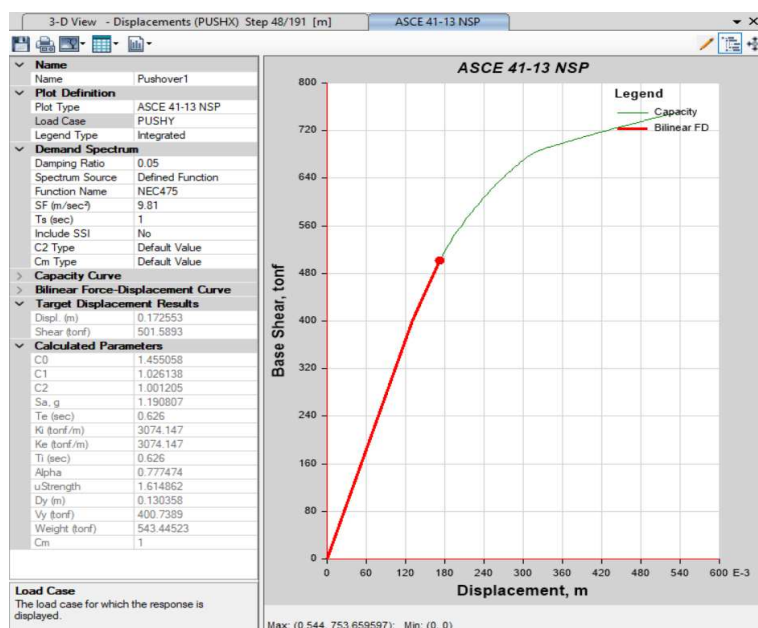 3-D View - Displacements (PUSHX) Step 48/191 [m]
ASCE 41-13 NSP
Name
Name Pushover1
Plot Definition
Plot Type ASCE 41-13 NSP
Load Case PUSHY
Legend Type Integrated
Demand Spectrum
Damping Ratio 0.05
Spectrum Source Defined Function
Function Name NEC475
SF (m/sec²) 9.81
Ts (sec) 1
Include SSI No
C2 Type Default Value
Cm Type Default Value
Capacity Curve
Bilinear Force-Displacement Curve
Target Displacement Results
Displ. (m) 0.172553
Shear (tonf) 501.5893
Calculated Parameters
C0 1.455058
C1 1.026138
C2 1.001205
Sa, g 1.190807
Te (sec) 0.626
Ki (tonf/m) 3074.147
Ke (tonf/m) 3074.147
Ti (sec) 0.626
Alpha 0.777474
uStrength 1.614862
Dy (m) 0.130358
Vy (tonf) 400.7389
Weight (tonf) 543.44523
Cm 1
Load Case
The load case for which the response is
displayed.
ASCE 41-13 NSP
Legend
Capacity
Bilinear FD
800
720
640
560
480
400
320
240
160
80
0
Base Shear, tonf
0 60 120 180 240 300 360 420 480 540 600 E-3
Displacement, m
Max: (0.544, 753.659597); Min: (0, 0)